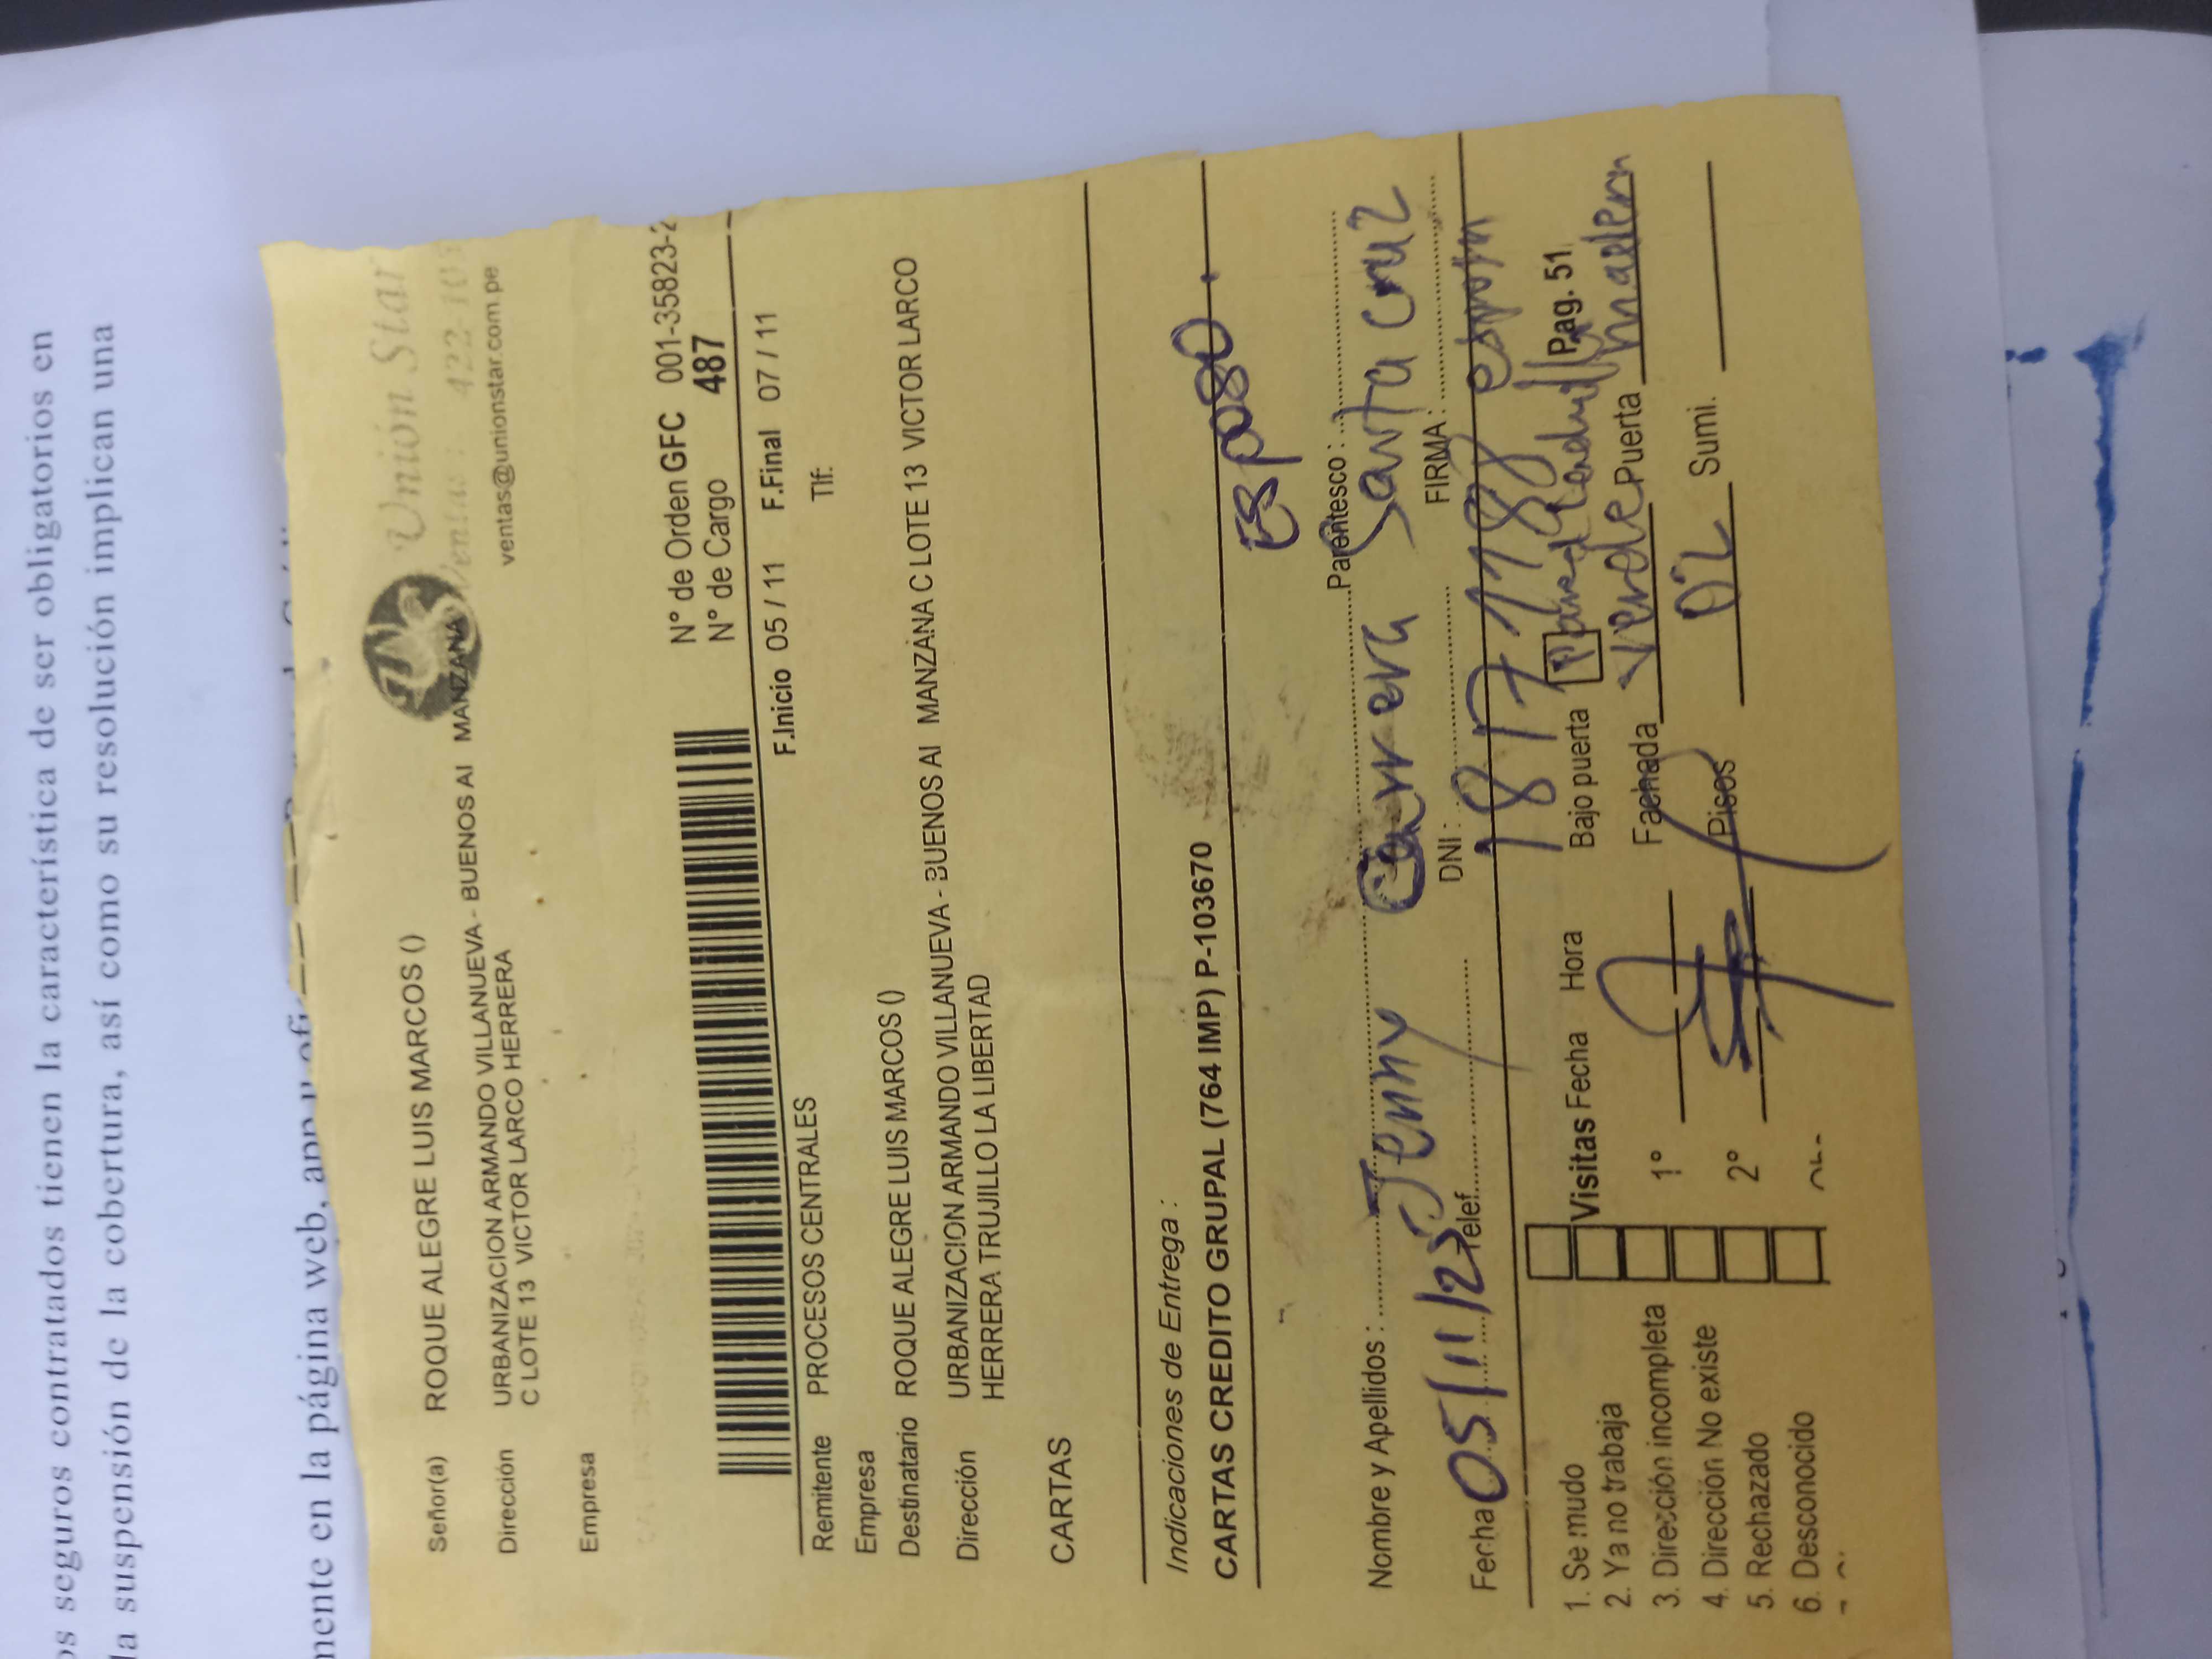 os seguros contratados tienen la característica de ser obligatorios en
la suspensión de la cobertura, así como su resolución implican una
mente en la página web, app u ofi
Unión Star
Ventas : 422-10
ventas@unionstar.com.pe
Señor(a) ROQUE ALEGRE LUIS MARCOS ()
Dirección URBANIZACION ARMANDO VILLANUEVA - BUENOS AI MANZANA
C LOTE 13 VICTOR LARCO HERRERA
Empresa
N° de Orden GFC 001-35823-2
N° de Cargo 487
F.Inicio 05 / 11 F.Final 07 / 11
Remitente PROCESOS CENTRALES Tlf.
Empresa
Destinatario ROQUE ALEGRE LUIS MARCOS ()
Dirección URBANIZACION ARMANDO VILLANUEVA - BUENOS AI MANZANA C LOTE 13 VICTOR LARCO
HERRERA TRUJILLO LA LIBERTAD
CARTAS
Indicaciones de Entrega :
CARTAS CREDITO GRUPAL (764 IMP) P-103670
Esposo.
Nombre y Apellidos : Jenny Carrera Parentesco : Santa Cruz
Fecha 05/11/25 Telef. DNI : FIRMA :
Pag. 51
1. Se mudo
2. Ya no trabaja
3. Dirección incompleta
4. Dirección No existe
5. Rechazado
6. Desconocido
Visitas Fecha Hora
1°
2°
Bajo puerta
Fachada verde Puerta
Pisos 02 Sumi.